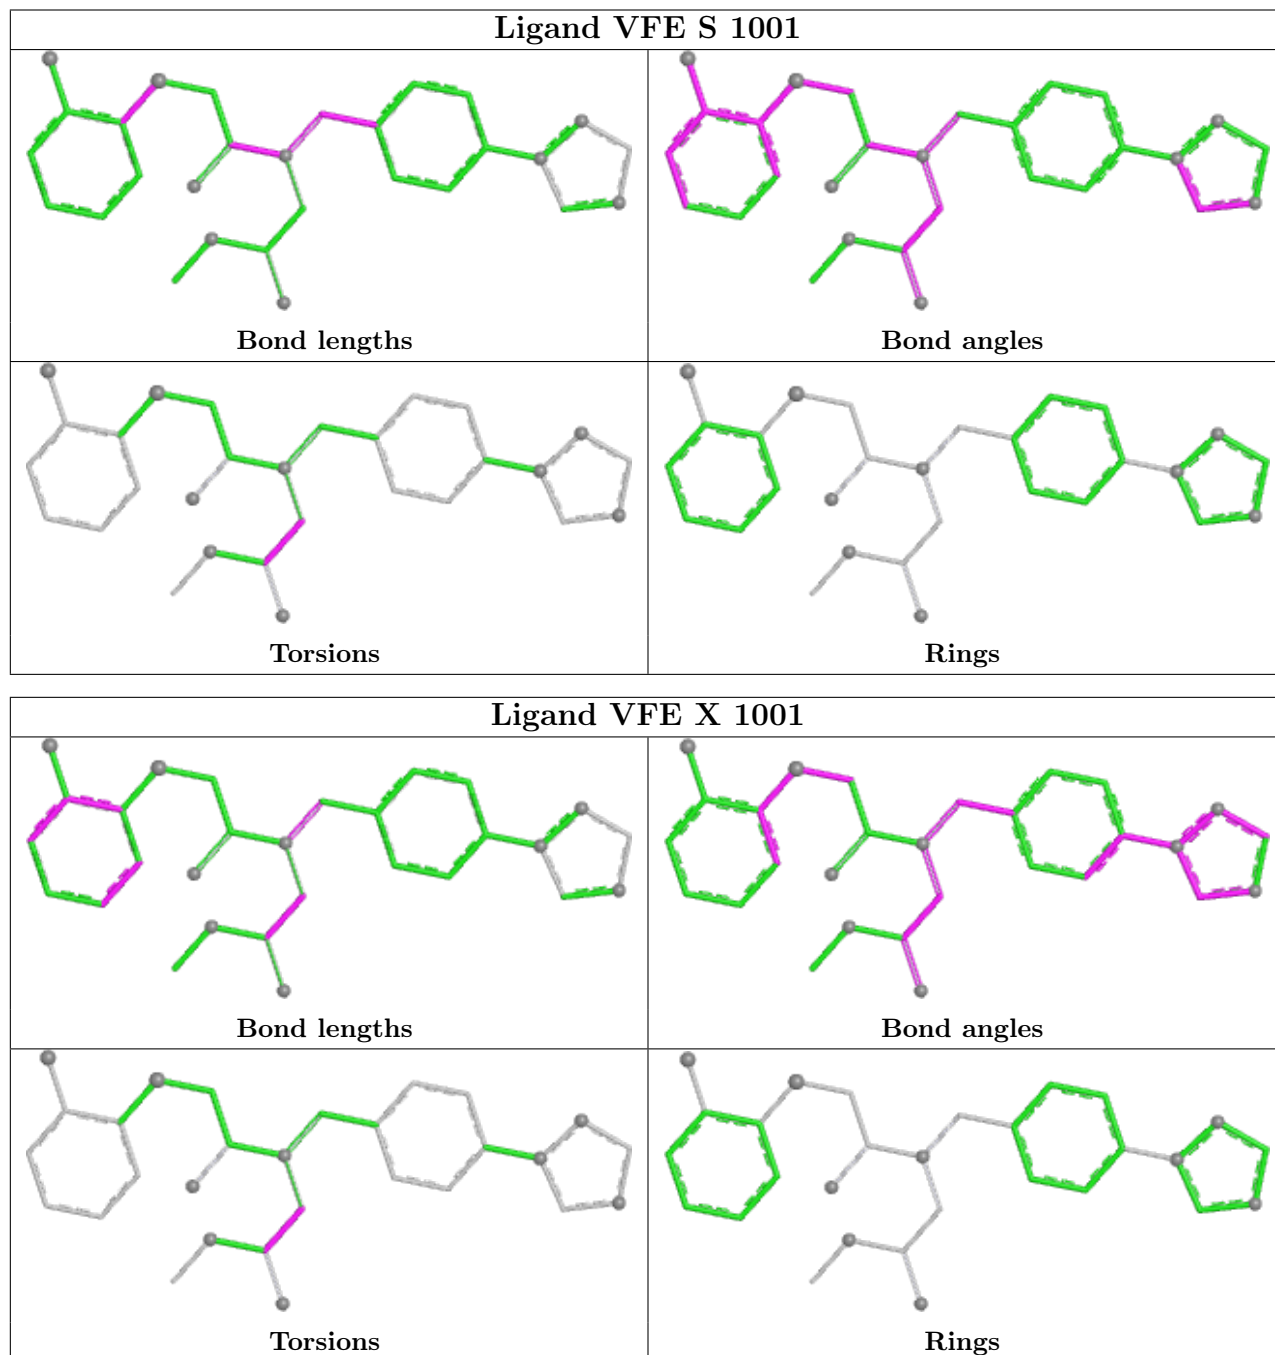 Ligand VFE S 1001
Bond lengths
Bond angles
Torsions
Rings
Ligand VFE X 1001
Bond lengths
Bond angles
Torsions
Rings